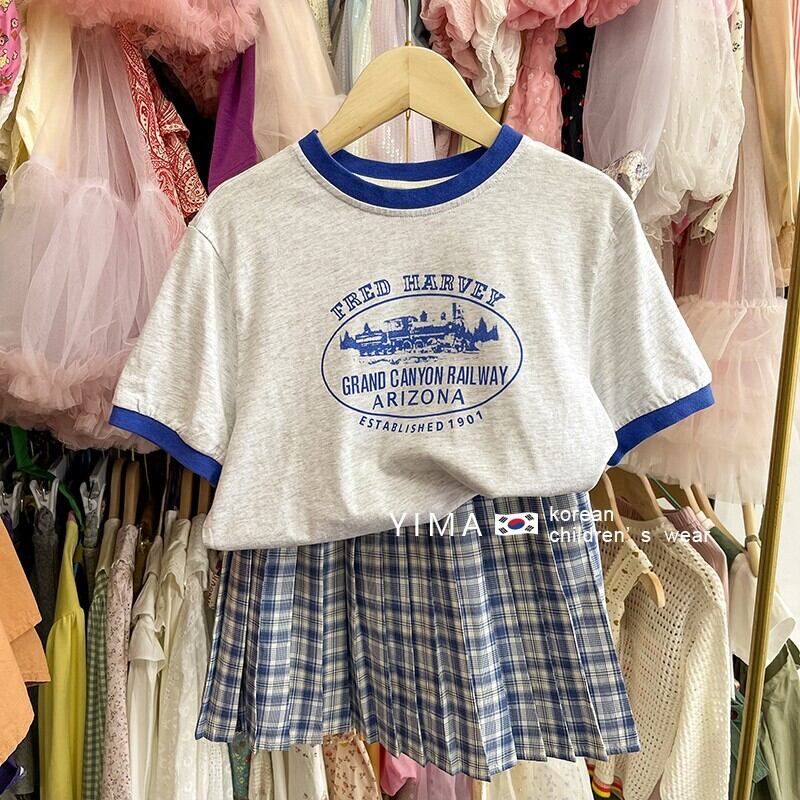 FRED HARVEY
GRAND CANYON RAILWAY
ARIZONA
ESTABLISHED 1901
YIMA korean
children's wear